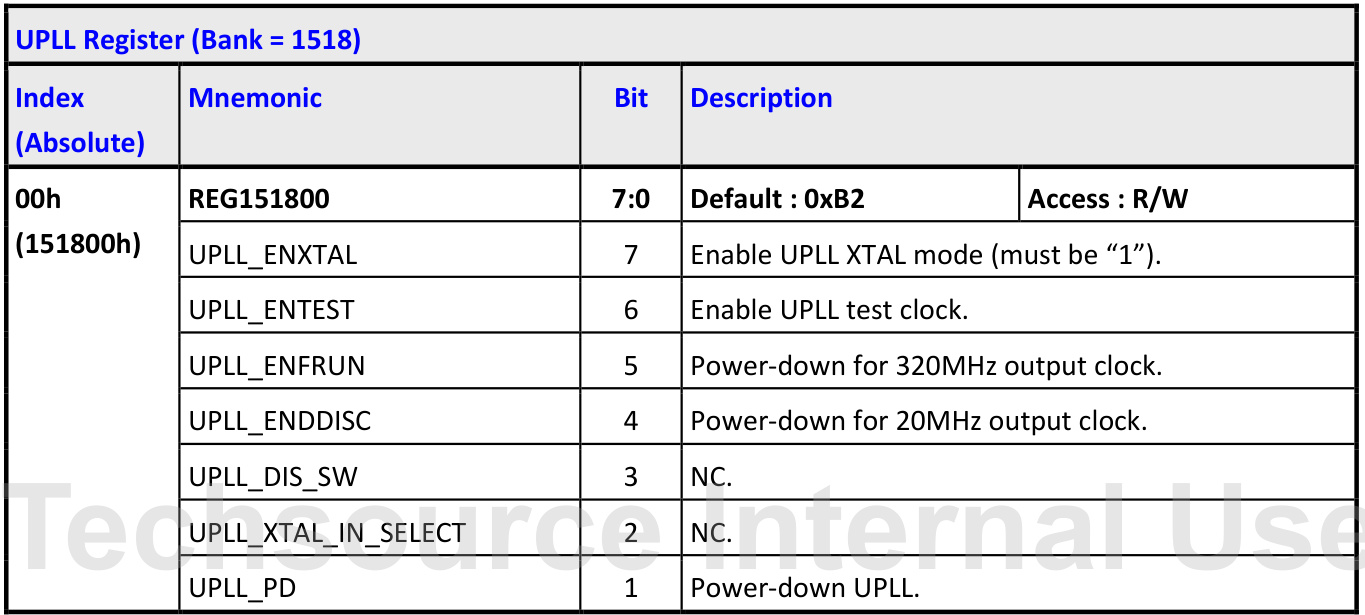 UPLL Register (Bank = 1518)
Index (Absolute) Mnemonic Bit Description
00h (151800h) REG151800 7:0 Default : 0xB2 Access : R/W
UPLL_ENXTAL 7 Enable UPLL XTAL mode (must be “1”).
UPLL_ENTEST 6 Enable UPLL test clock.
UPLL_ENFRUN 5 Power-down for 320MHz output clock.
UPLL_ENDDISC 4 Power-down for 20MHz output clock.
UPLL_DIS_SW 3 NC.
UPLL_XTAL_IN_SELECT 2 NC.
UPLL_PD 1 Power-down UPLL.
Techsource Internal Use